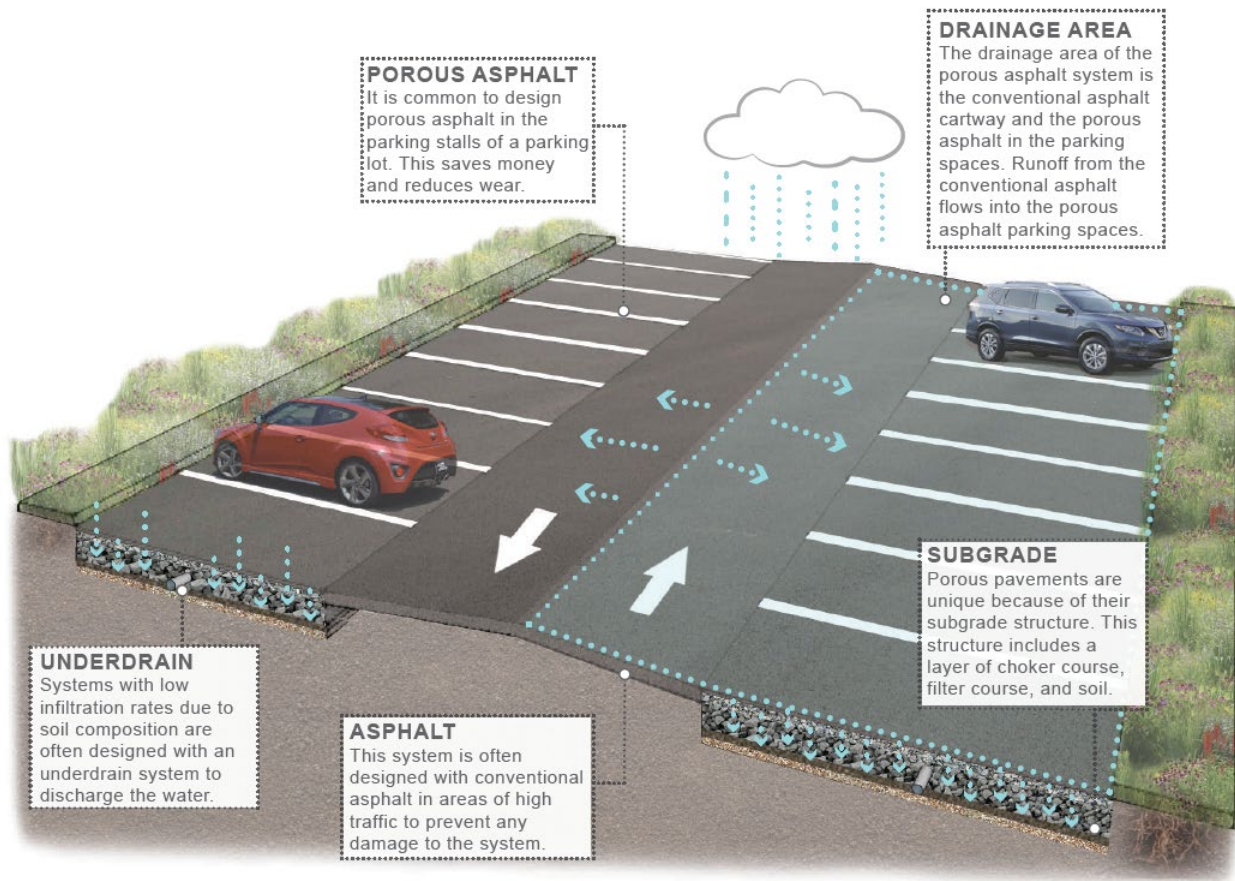 POROUS ASPHALT
It is common to design
porous asphalt in the
parking stalls of a parking
lot. This saves money
and reduces wear.
DRAINAGE AREA
The drainage area of the
porous asphalt system is
the conventional asphalt
cartway and the porous
asphalt in the parking
spaces. Runoff from the
conventional asphalt
flows into the porous
asphalt parking spaces.
UNDERDRAIN
Systems with low
infiltration rates due to
soil composition are
often designed with an
underdrain system to
discharge the water.
ASPHALT
This system is often
designed with conventional
asphalt in areas of high
traffic to prevent any
damage to the system.
SUBGRADE
Porous pavements are
unique because of their
subgrade structure. This
structure includes a
layer of choker course,
filter course, and soil.